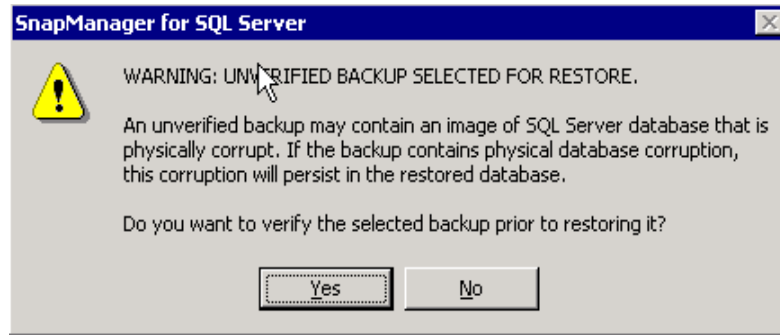 SnapManager for SQL Server
WARNING: UNVERIFIED BACKUP SELECTED FOR RESTORE.
An unverified backup may contain an image of SQL Server database that is
physically corrupt. If the backup contains physical database corruption,
this corruption will persist in the restored database.
Do you want to verify the selected backup prior to restoring it?
Yes No